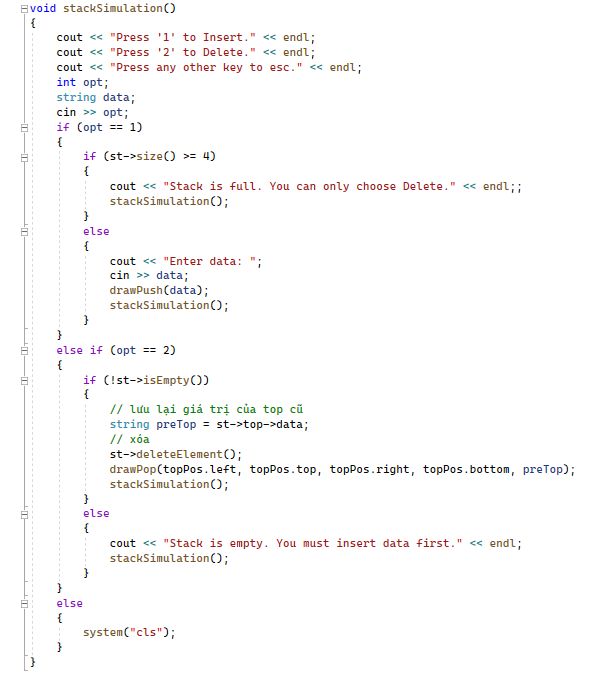 void stackSimulation()
{
    cout << "Press '1' to Insert." << endl;
    cout << "Press '2' to Delete." << endl;
    cout << "Press any other key to esc." << endl;
    int opt;
    string data;
    cin >> opt;
    if (opt == 1)
    {
        if (st->size() >= 4)
        {
            cout << "Stack is full. You can only choose Delete." << endl;;
            stackSimulation();
        }
        else
        {
            cout << "Enter data: ";
            cin >> data;
            drawPush(data);
            stackSimulation();
        }
    }
    else if (opt == 2)
    {
        if (!st->isEmpty())
        {
            // lưu lại giá trị của top cũ
            string preTop = st->top->data;
            // xóa
            st->deleteElement();
            drawPop(topPos.left, topPos.top, topPos.right, topPos.bottom, preTop);
            stackSimulation();
        }
        else
        {
            cout << "Stack is empty. You must insert data first." << endl;
            stackSimulation();
        }
    }
    else
    {
        system("cls");
    }
}